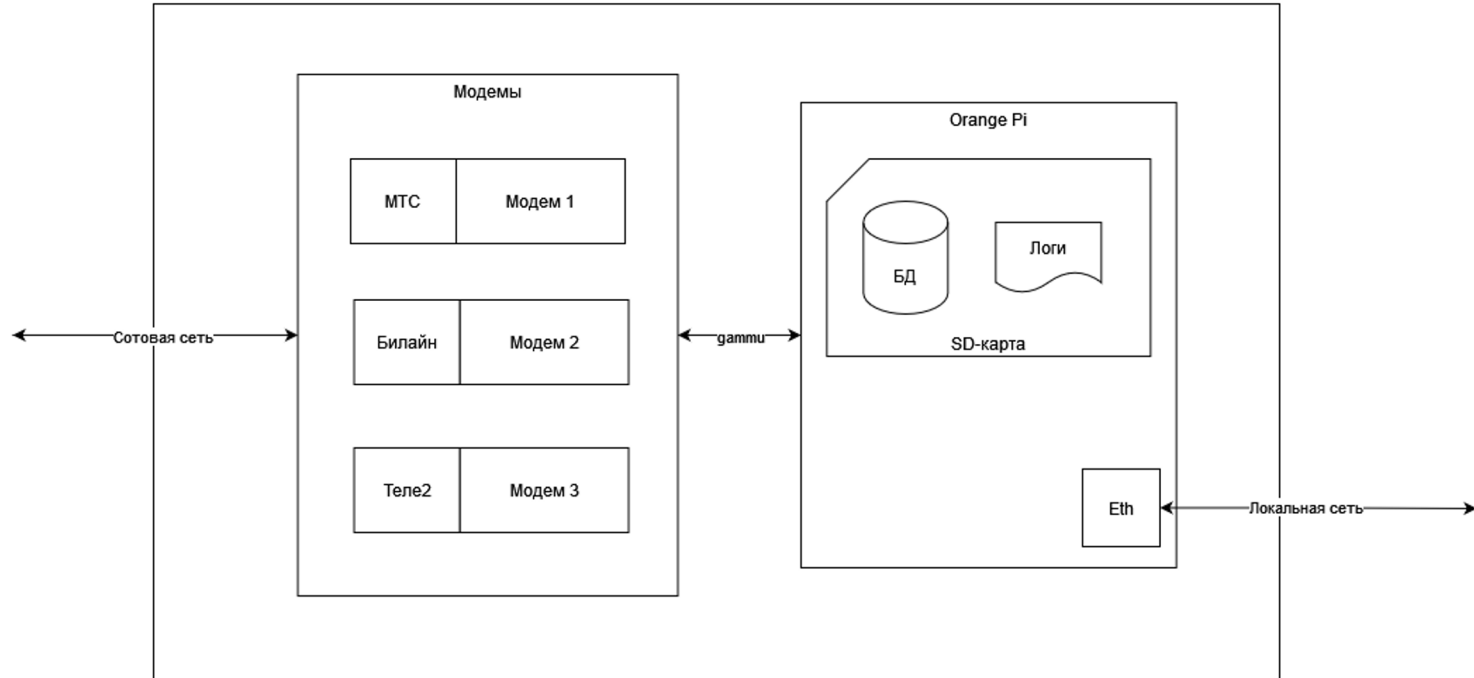 Модемы
МТС
Модем 1
Билайн
Модем 2
Теле2
Модем 3
Сотовая сеть
gammu
Orange Pi
БД
Логи
SD-карта
Eth
Локальная сеть